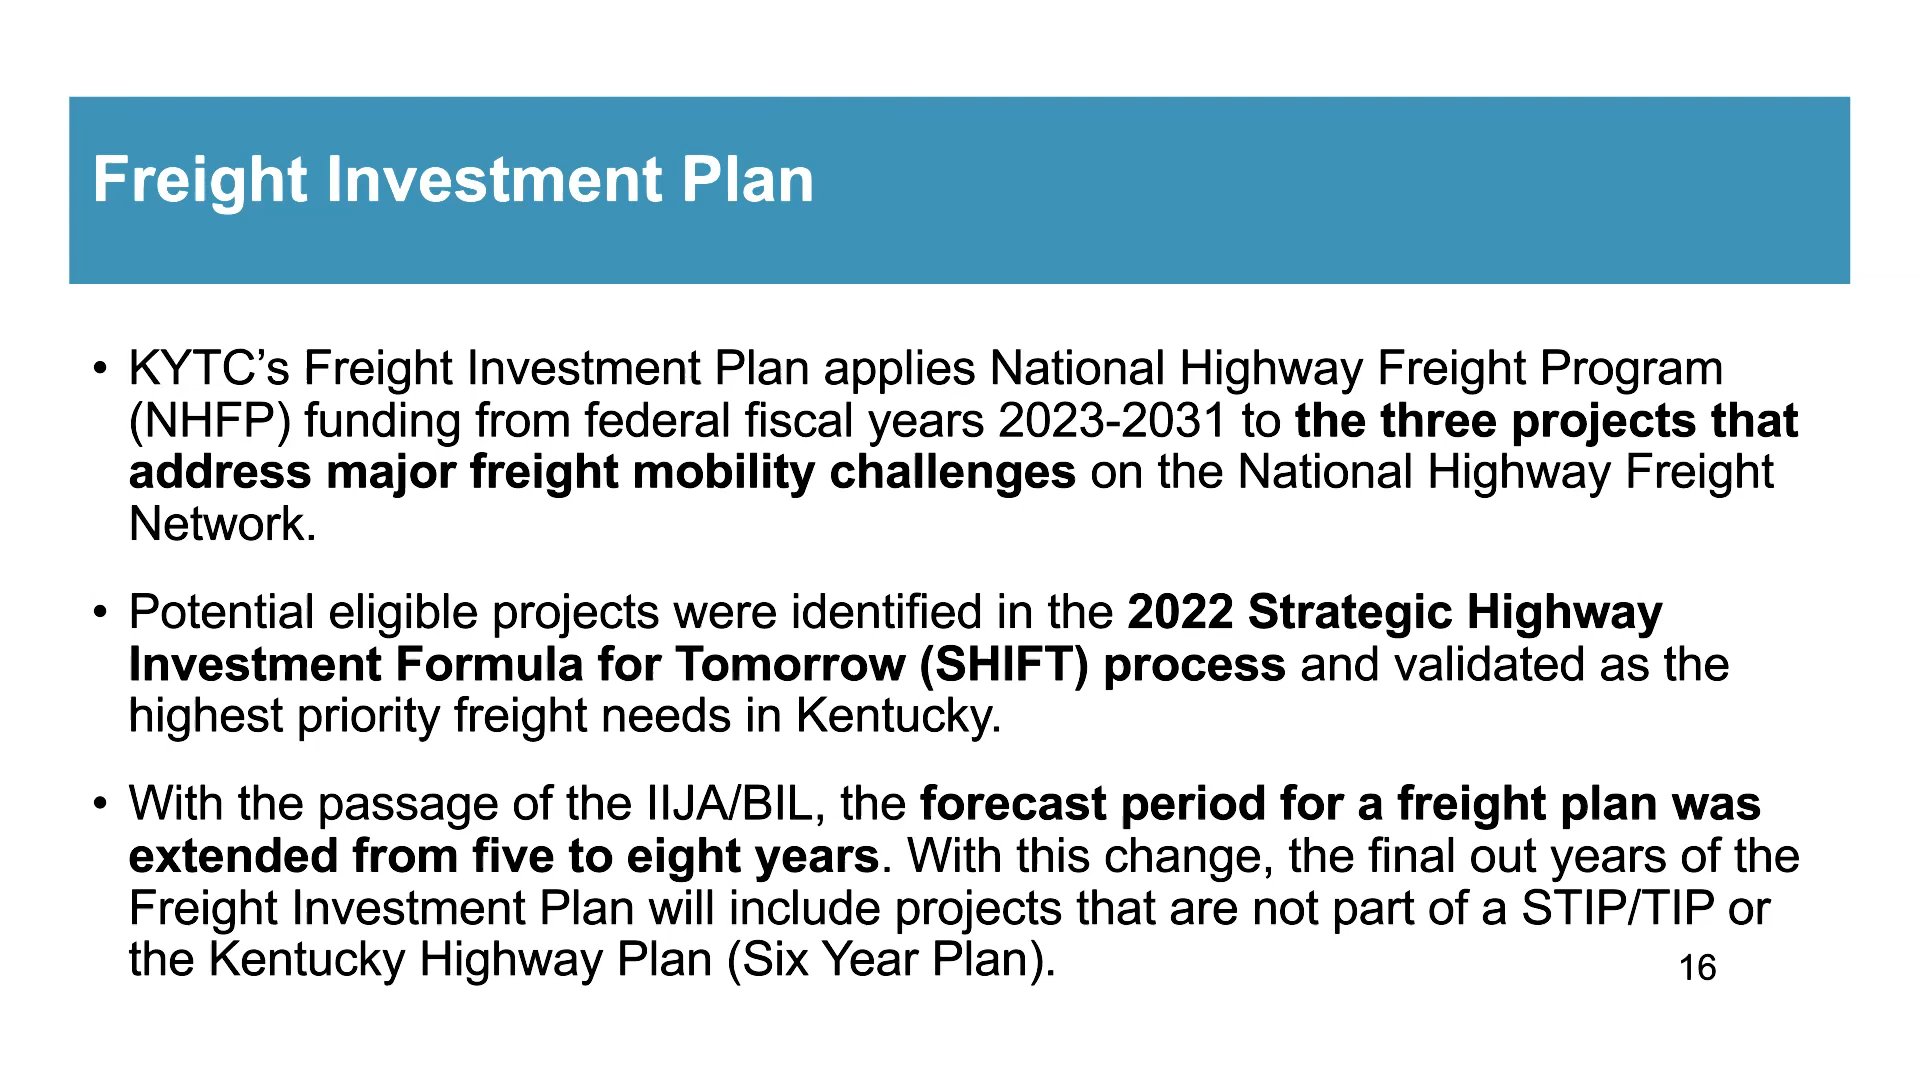 Freight Investment Plan
• KYTC’s Freight Investment Plan applies National Highway Freight Program
(NHFP) funding from federal fiscal years 2023-2031 to the three projects that
address major freight mobility challenges on the National Highway Freight
Network.
• Potential eligible projects were identified in the 2022 Strategic Highway
Investment Formula for Tomorrow (SHIFT) process and validated as the
highest priority freight needs in Kentucky.
• With the passage of the IIJA/BIL, the forecast period for a freight plan was
extended from five to eight years. With this change, the final out years of the
Freight Investment Plan will include projects that are not part of a STIP/TIP or
the Kentucky Highway Plan (Six Year Plan).
16